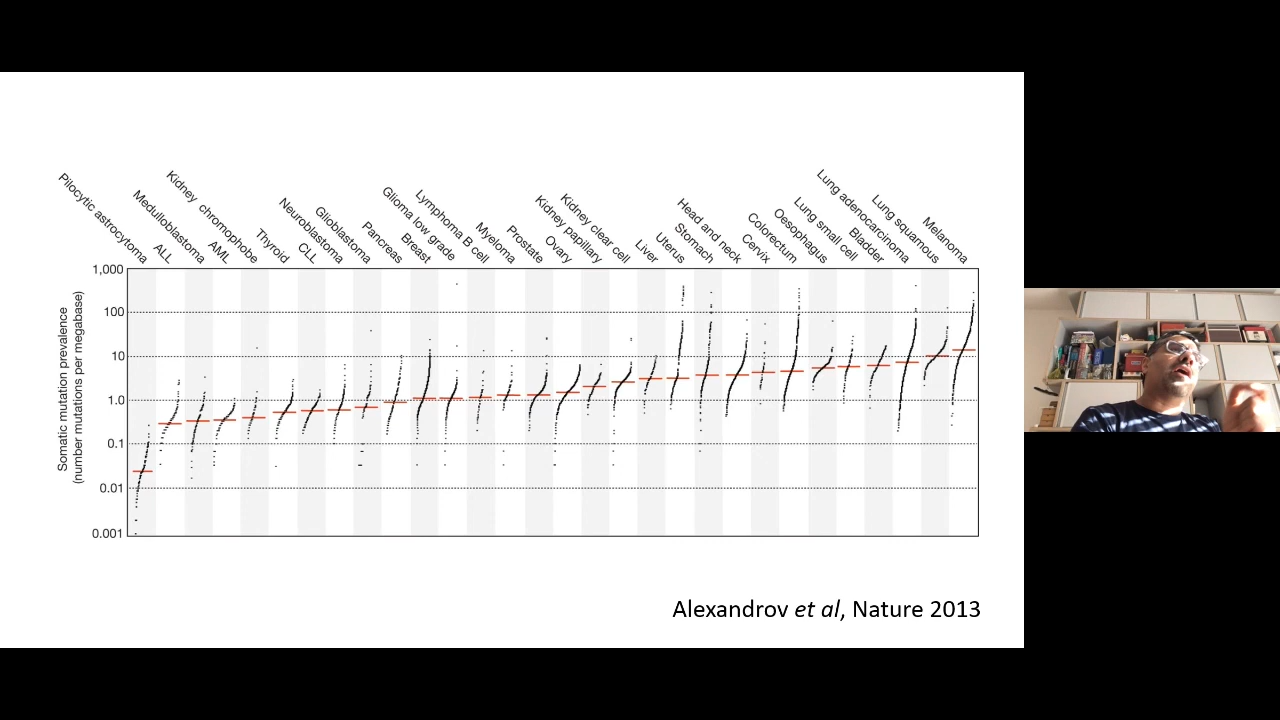 Pilocytic astrocytoma
ALL
Medulloblastoma
AML
Kidney chromophobe
Thyroid
CLL
Neuroblastoma
Glioblastoma
Pancreas
Breast
Glioma low grade
Lymphoma B cell
Myeloma
Prostate
Ovary
Kidney papillary
Kidney clear cell
Liver
Uterus
Stomach
Head and neck
Cervix
Colorectum
Oesophagus
Lung small cell
Bladder
Lung adenocarcinoma
Lung squamous
Melanoma
Somatic mutation prevalence
(number mutations per megabase)
1,000
100
10
1.0
0.1
0.01
0.001
Alexandrov et al, Nature 2013